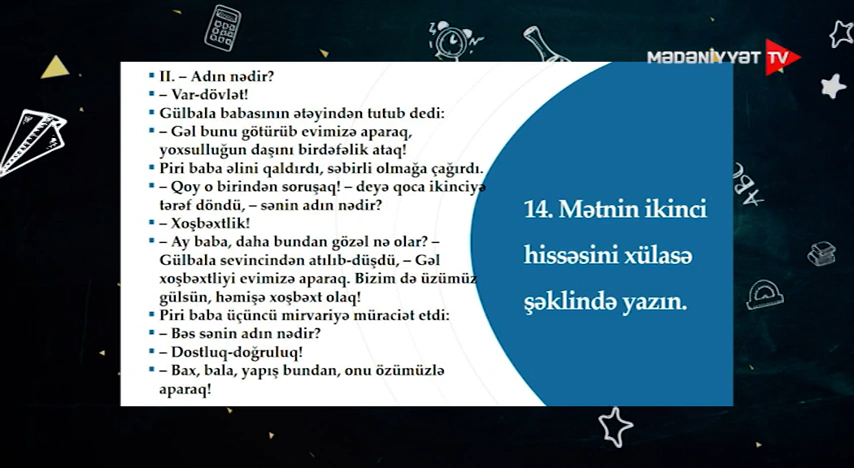 MƏDƏNİYYƏT TV
II. – Adın nədir?
– Var-dövlət!
Gülbala babasının ətəyindən tutub dedi:
– Gəl bunu götürüb evimizə aparaq,
yoxsulluğun daşını birdəfəlik ataq!
Piri baba əlini qaldırdı, səbirli olmağa çağırdı.
– Qoy o birindən soruşaq! – deyə qoca ikinciyə
tərəf döndü, – sənin adın nədir?
– Xoşbəxtlik!
– Ay baba, daha bundan gözəl nə olar? –
Gülbala sevincindən atılıb-düşdü, – Gəl
xoşbəxtliyi evimizə aparaq. Bizim də üzümüz
gülsün, həmişə xoşbəxt olaq!
Piri baba üçüncü mirvariyə müraciət etdi:
– Bəs sənin adın nədir?
– Dostluq-doğruluq!
– Bax, bala, yapış bundan, onu özümüzlə
aparaq!
14. Mətnin ikinci
hissəsini xülasə
şəklində yazın.
ABC